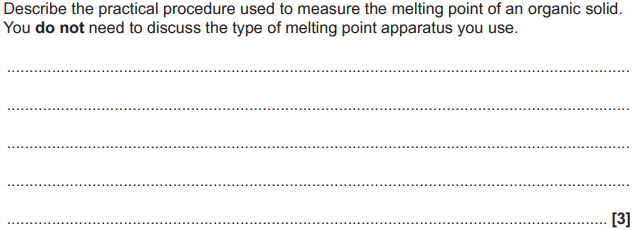 Describe the practical procedure used to measure the melting point of an organic solid.
You do not need to discuss the type of melting point apparatus you use.
[3]